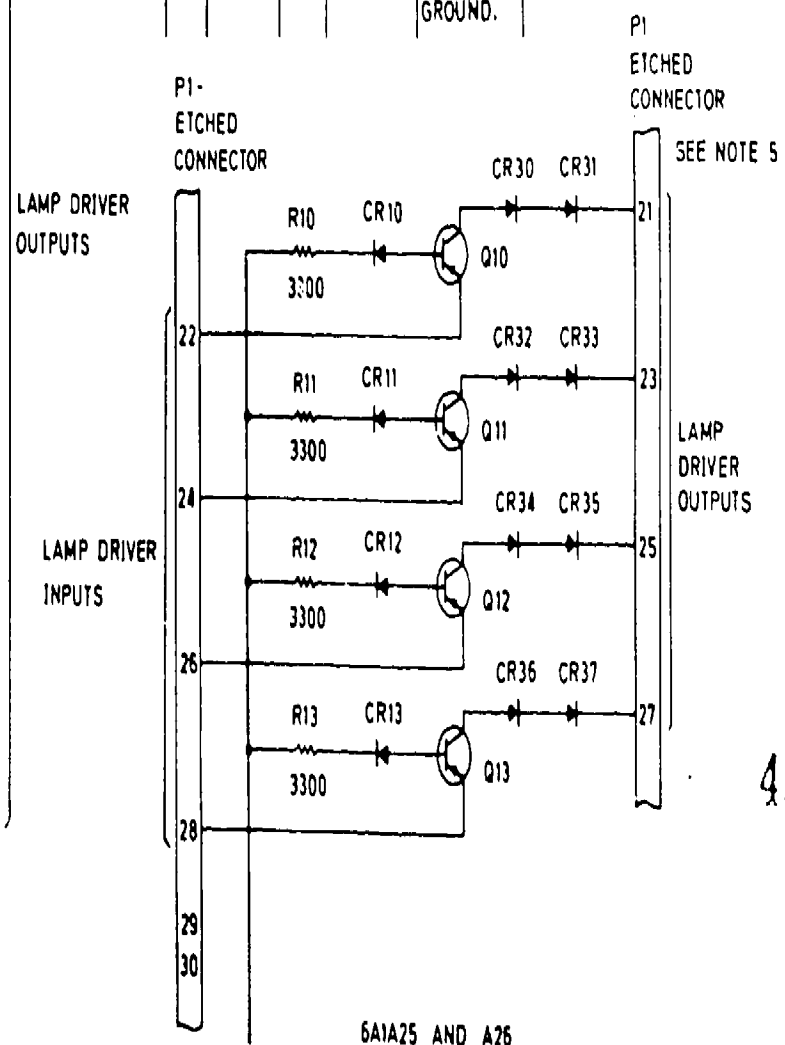 GROUND.
P1
ETCHED
CONNECTOR
SEE NOTE 5
P1-
ETCHED
CONNECTOR
LAMP DRIVER
OUTPUTS
CR30 CR31
21
R10 CR10
Q10
3300
22
CR32 CR33
23
R11 CR11
Q11
3300
24
LAMP
DRIVER
OUTPUTS
CR34 CR35
25
LAMP DRIVER
INPUTS
R12 CR12
Q12
3300
26
CR36 CR37
27
R13 CR13
Q13
3300
28
29
30
6A1A25 AND A26